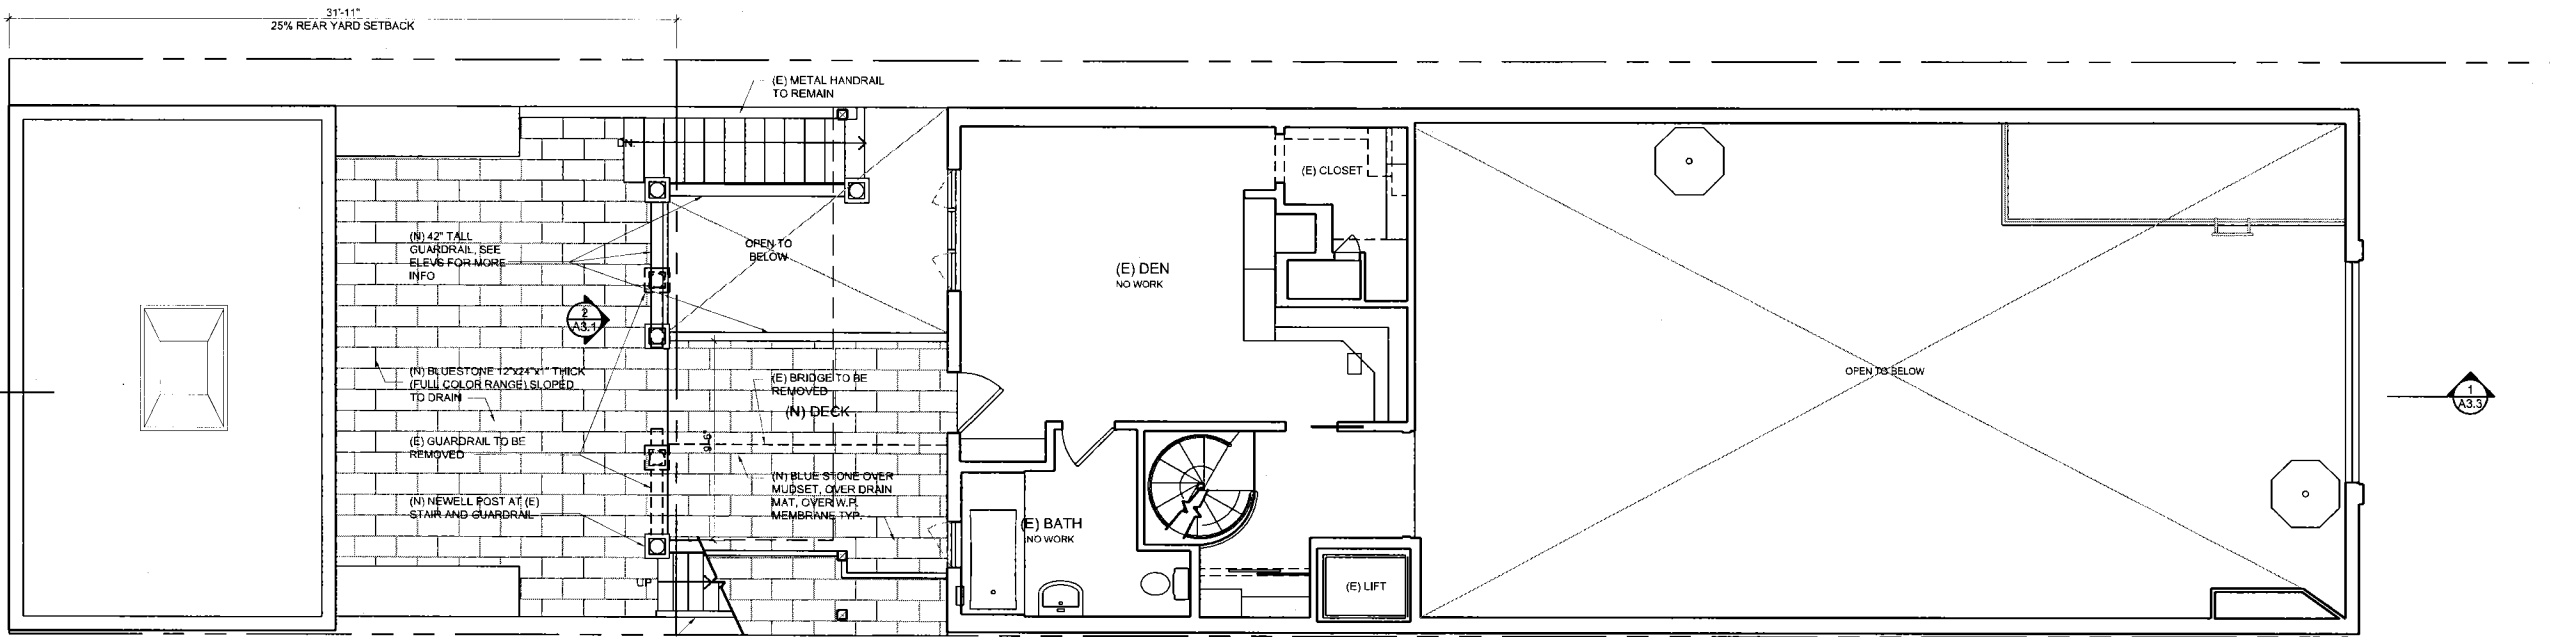 31'-11"
25% REAR YARD SETBACK
(E) METAL HANDRAIL
TO REMAIN
DN.
(E) CLOSET
(N) 42" TALL
GUARDRAIL, SEE
ELEVS FOR MORE
INFO
OPEN TO
BELOW
(E) DEN
NO WORK
2
A3.1
(N) BLUESTONE 12"x24"x1" THICK
(FULL COLOR RANGE) SLOPED
TO DRAIN
(E) BRIDGE TO BE
REMOVED
(N) DECK
OPEN TO BELOW
1
A3.3
(E) GUARDRAIL TO BE
REMOVED
9'-6"
(N) BLUE STONE OVER
MUDSET, OVER DRAIN
MAT, OVER W.P.
MEMBRANE TYP.
(N) NEWELL POST AT (E)
STAIR AND GUARDRAIL
(E) BATH
NO WORK
UP
(E) LIFT